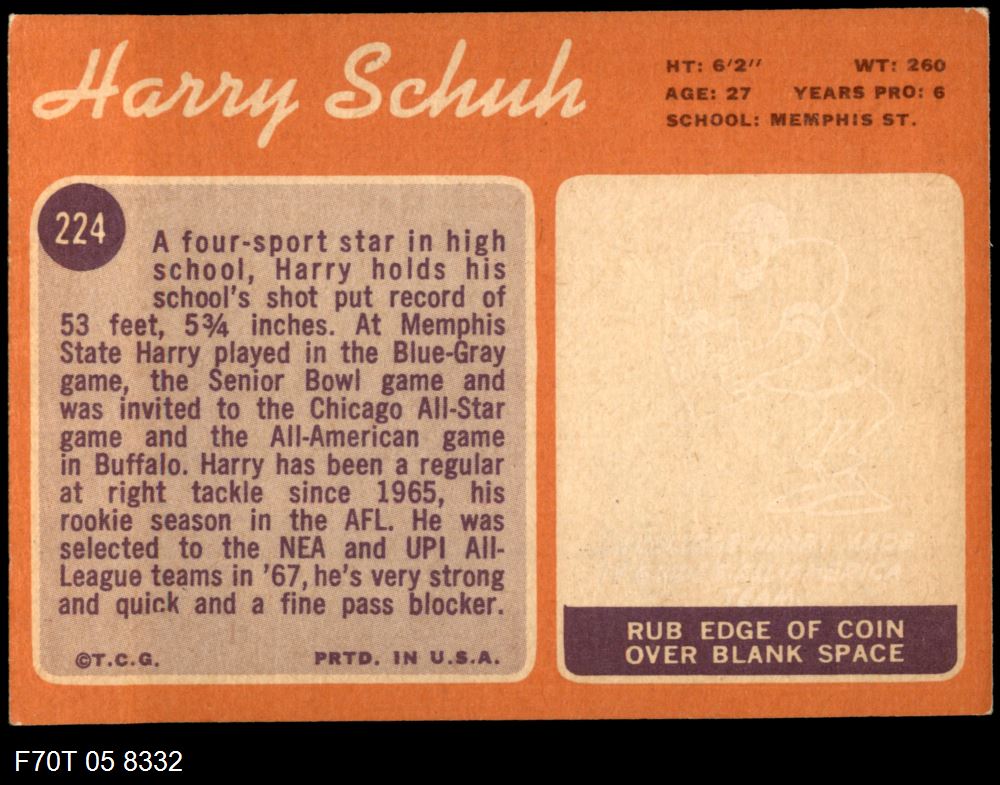 Harry Schuh
HT: 6'2" WT: 260
AGE: 27 YEARS PRO: 6
SCHOOL: MEMPHIS ST.
224
A four-sport star in high
school, Harry holds his
school's shot put record of
53 feet, 5¾ inches. At Memphis
State Harry played in the Blue-Gray
game, the Senior Bowl game and
was invited to the Chicago All-Star
game and the All-American game
in Buffalo. Harry has been a regular
at right tackle since 1965, his
rookie season in the AFL. He was
selected to the NEA and UPI All-
League teams in '67, he's very strong
and quick and a fine pass blocker.
©T.C.G. PRTD. IN U.S.A.
TEAM
RUB EDGE OF COIN
OVER BLANK SPACE
F70T 05 8332